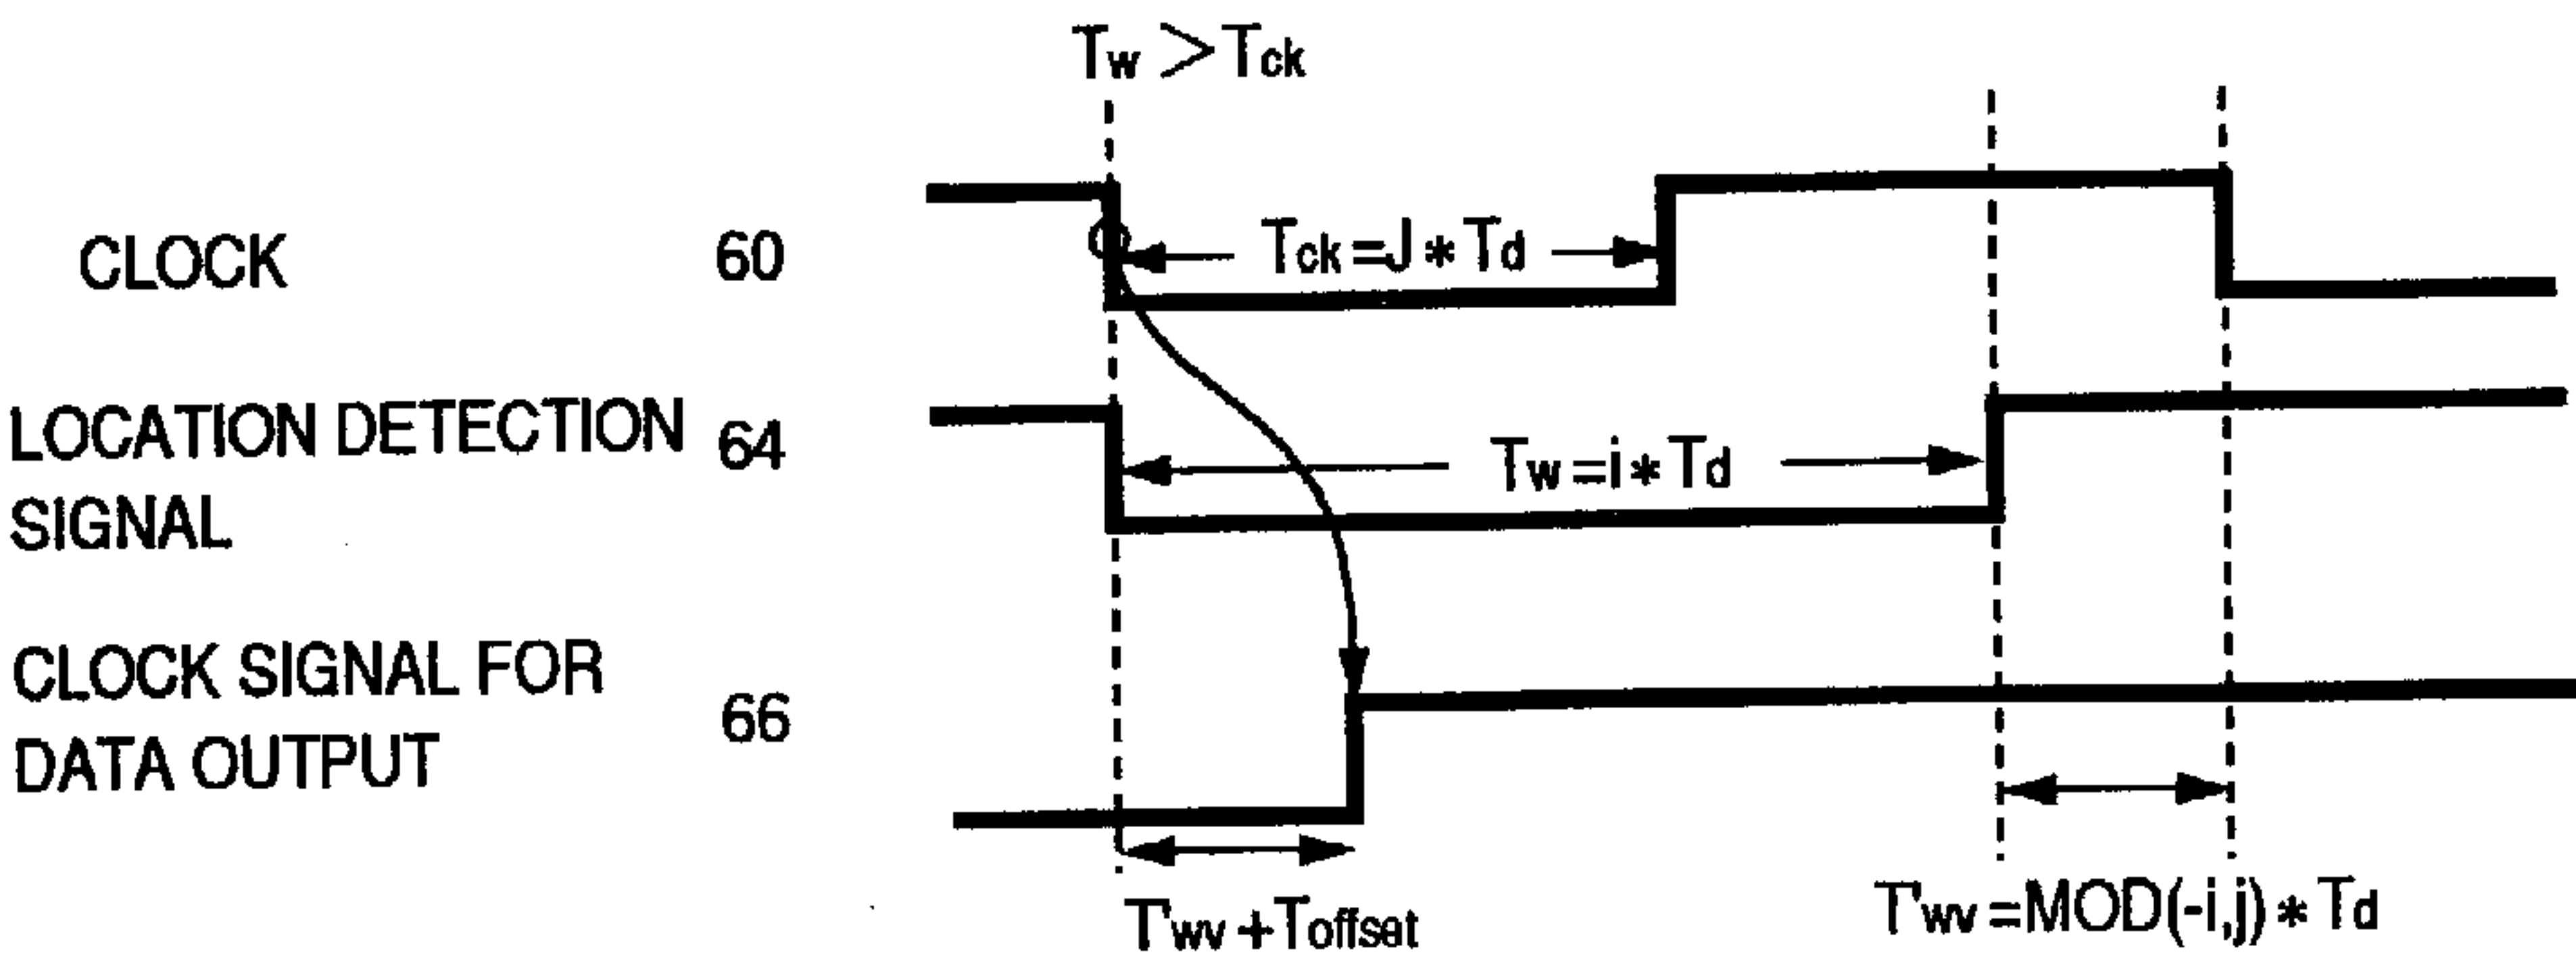 Tw > Tck
CLOCK 60
Tck=J*Td
LOCATION DETECTION
SIGNAL
64
Tw=i*Td
CLOCK SIGNAL FOR
DATA OUTPUT
66
T'wv+Toffset
T'wv=MOD(-i,j)*Td